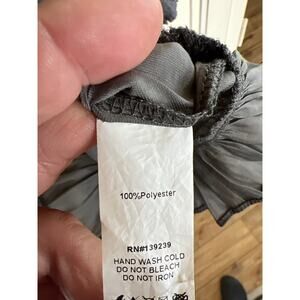 100%Polyester
RN#139239
HAND WASH COLD
DO NOT BLEACH
DO NOT IRON